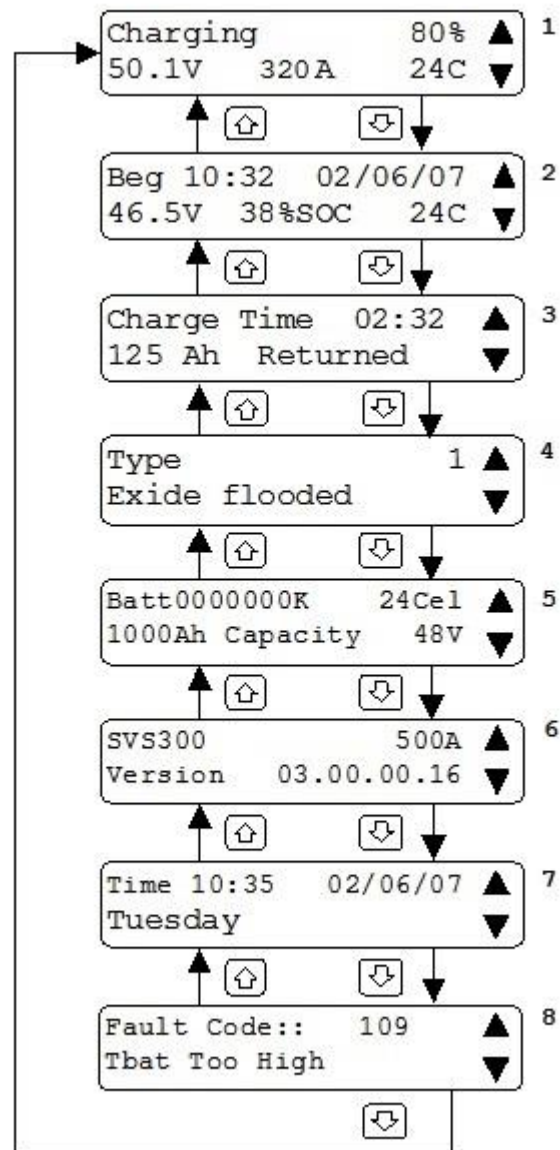 Charging 80% 1
50.1V 320A 24C
Beg 10:32 02/06/07 2
46.5V 38%SOC 24C
Charge Time 02:32 3
125 Ah Returned
Type 1 4
Exide flooded
Batt0000000K 24Cel 5
1000Ah Capacity 48V
SVS300 500A 6
Version 03.00.00.16
Time 10:35 02/06/07 7
Tuesday
Fault Code:: 109 8
Tbat Too High